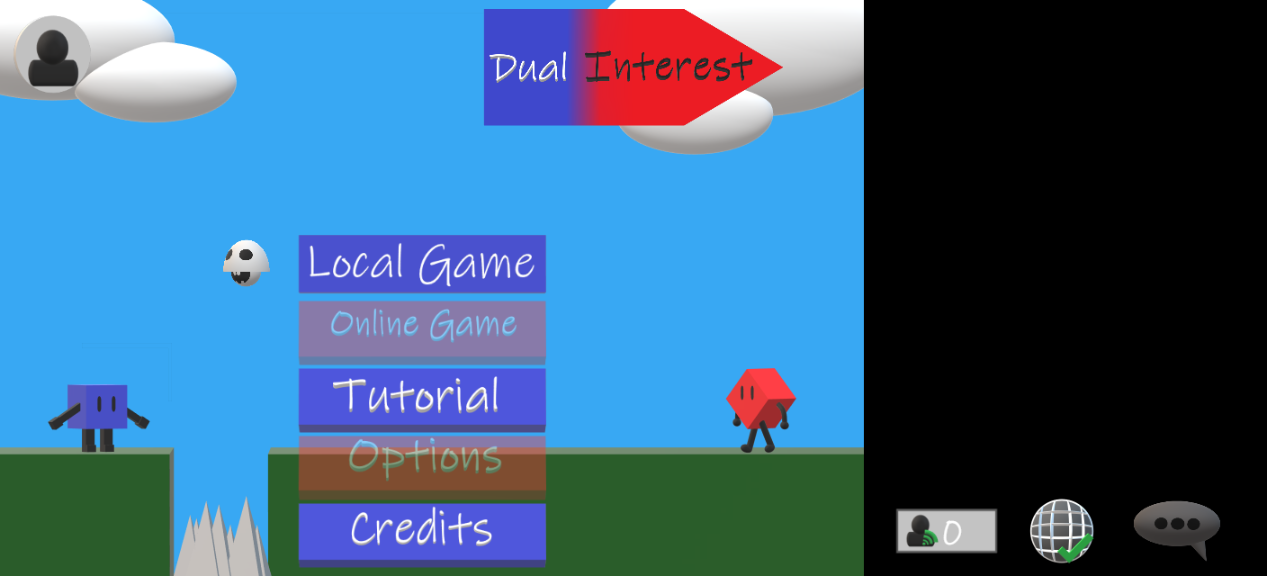 Dual Interest
Local Game
Online Game
Tutorial
Options
Credits
0